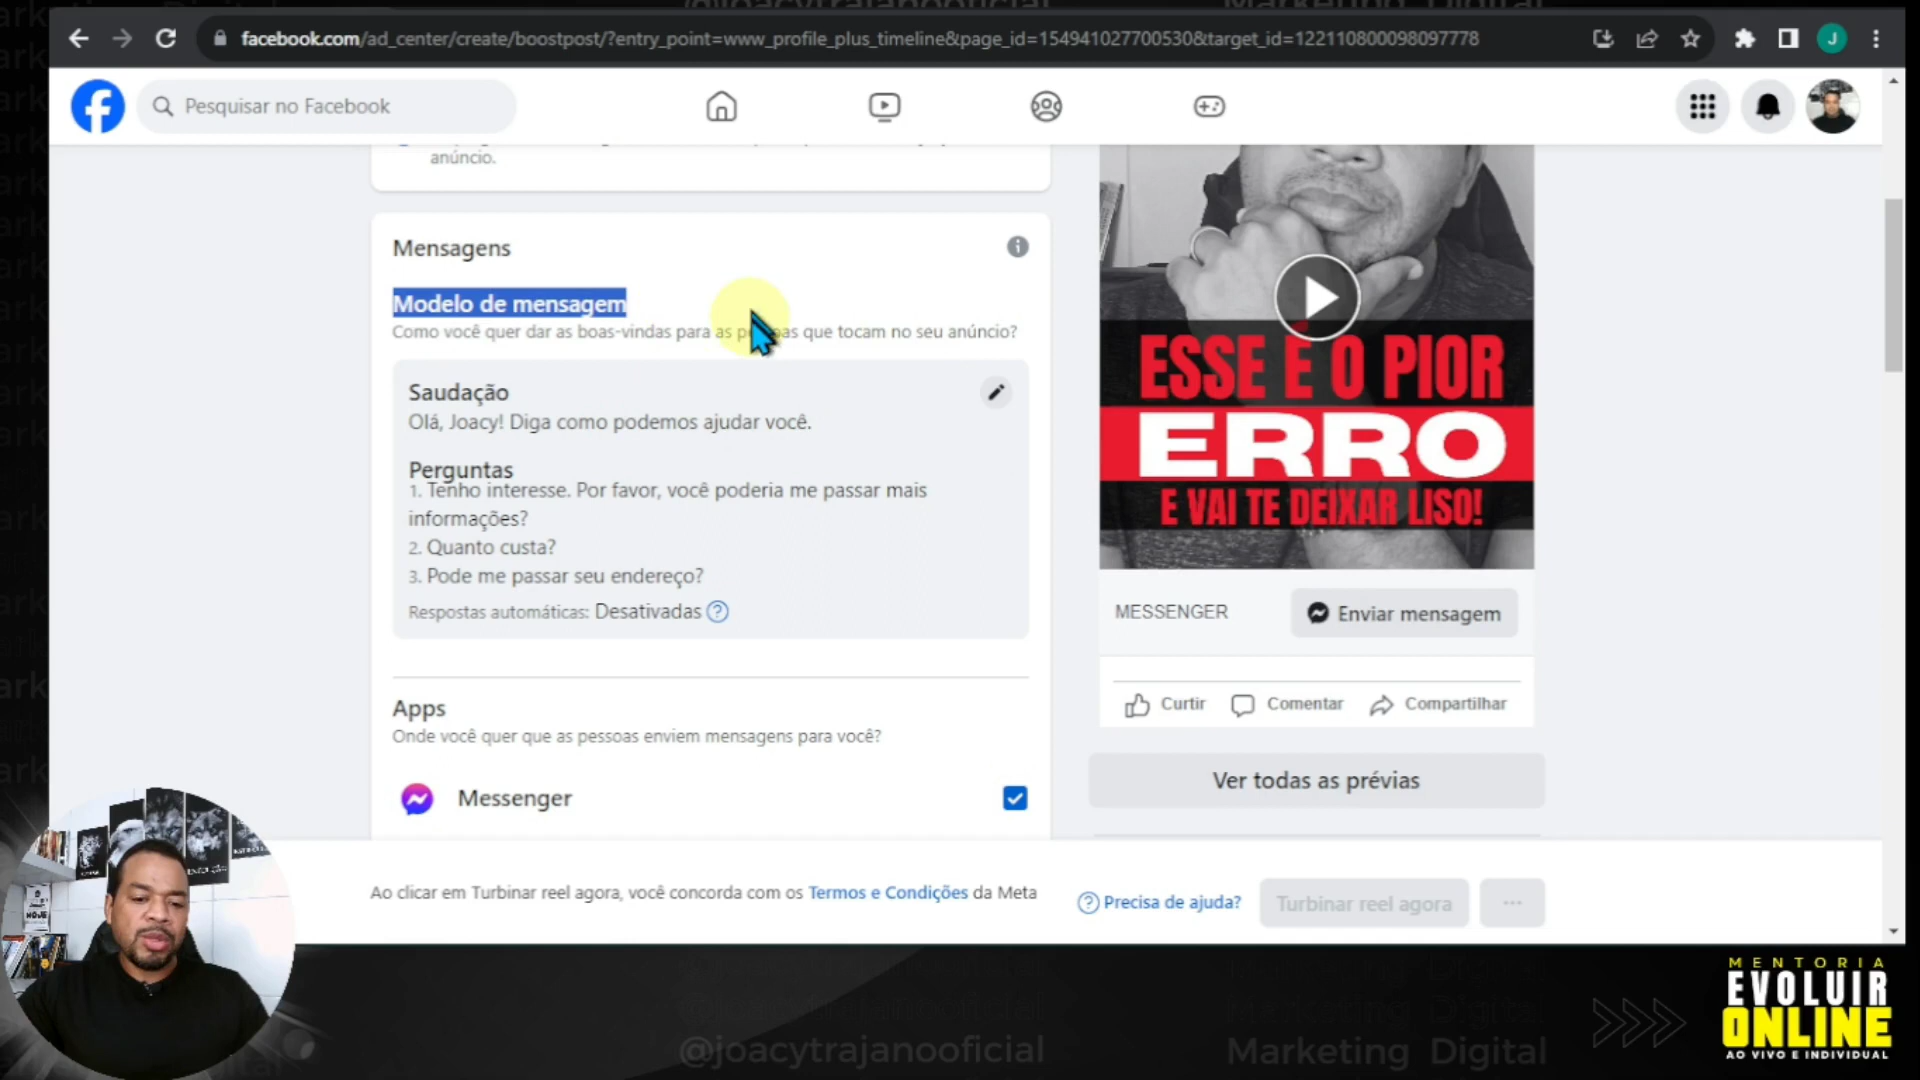 @joacytrajanooficial
Marketing Digital
facebook.com/ad_center/create/boostpost/?entry_point=www_profile_plus_timeline&page_id=154941027700530&target_id=122110800098097778
J
Pesquisar no Facebook
anúncio.
Mensagens
Modelo de mensagem
Como você quer dar as boas-vindas para as que tocam no seu anúncio?
Saudação
Olá, Joacy! Diga como podemos ajudar você.
Perguntas
1. Tenho interesse. Por favor, você poderia me passar mais
informações?
2. Quanto custa?
3. Pode me passar seu endereço?
Respostas automáticas: Desativadas
Apps
Onde você quer que as pessoas enviem mensagens para você?
Messenger
ESSE É O PIOR
ERRO
E VAI TE DEIXAR LISO!
MESSENGER
Enviar mensagem
Curtir
Comentar
Compartilhar
Ver todas as prévias
Ao clicar em Turbinar reel agora, você concorda com os Termos e Condições da Meta
Precisa de ajuda?
Turbinar reel agora
...
MENTORIA
EVOLUIR
ONLINE
AO VIVO E INDIVIDUAL
@joacytrajanooficial
Marketing Digital
@joacytrajanooficial
Marketing Digital